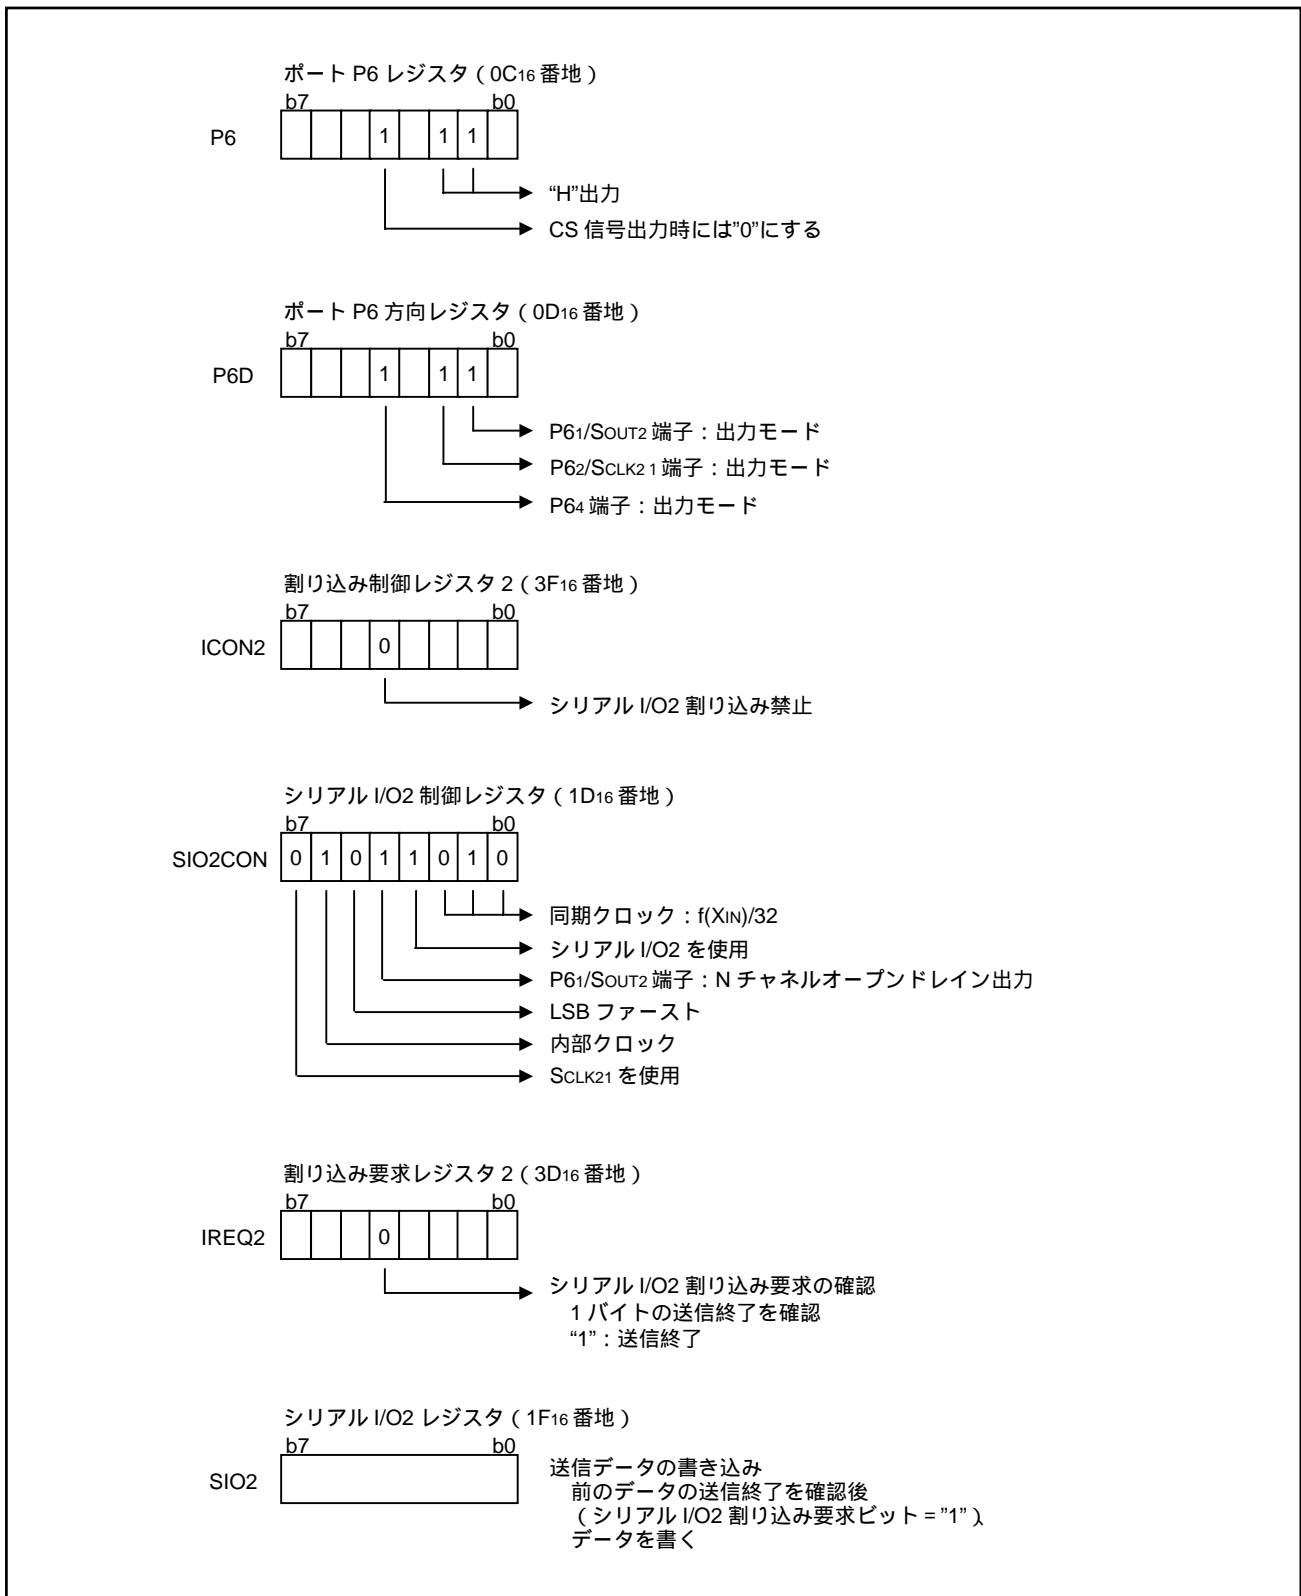 ポート P6 レジスタ ( 0C16 番地 )
b7 b0
P6 1 1 1
“H”出力
CS 信号出力時には”0”にする
ポート P6 方向レジスタ ( 0D16 番地 )
b7 b0
P6D 1 1 1
P61/SOUT2 端子 : 出力モード
P62/SCLK2 1 端子 : 出力モード
P64 端子 : 出力モード
割り込み制御レジスタ 2 ( 3F16 番地 )
b7 b0
ICON2 0
シリアル I/O2 割り込み禁止
シリアル I/O2 制御レジスタ ( 1D16 番地 )
b7 b0
SIO2CON 0 1 0 1 1 0 1 0
同期クロック : f(XIN)/32
シリアル I/O2 を使用
P61/SOUT2 端子 : N チャネルオープンドレイン出力
LSB ファースト
内部クロック
SCLK21 を使用
割り込み要求レジスタ 2 ( 3D16 番地 )
b7 b0
IREQ2 0
シリアル I/O2 割り込み要求の確認
1 バイトの送信終了を確認
“1” : 送信終了
シリアル I/O2 レジスタ ( 1F16 番地 )
b7 b0
SIO2
送信データの書き込み
前のデータの送信終了を確認後
( シリアル I/O2 割り込み要求ビット = ”1” )、
データを書く